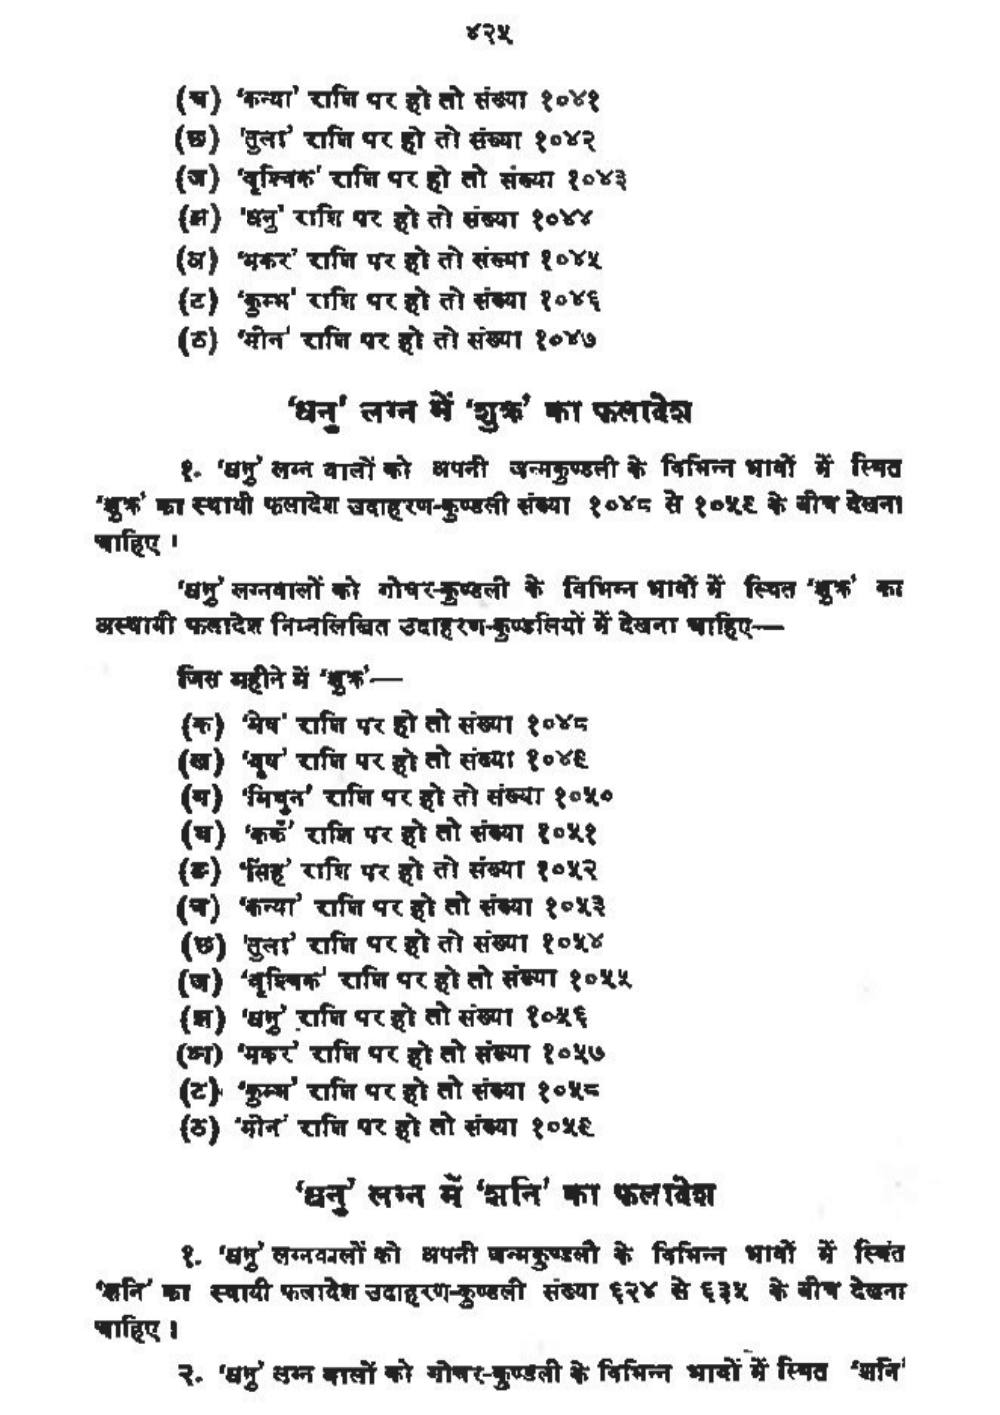 ४२५
(च) ‘कन्या’ राशि पर हो तो संख्या १०४१
(छ) ‘तुला’ राशि पर हो तो संख्या १०४२
(ज) ‘वृश्चिक’ राशि पर हो तो संख्या १०४३
(झ) ‘धनु’ राशि पर हो तो संख्या १०४४
(ञ) ‘मकर’ राशि पर हो तो संख्या १०४५
(ट) ‘कुम्भ’ राशि पर हो तो संख्या १०४६
(ठ) ‘मीन’ राशि पर हो तो संख्या १०४७
‘धनु’ लग्न में ‘शुक्र’ का फलादेश
१. ‘धनु’ लग्न वालों को अपनी जन्मकुण्डली के विभिन्न भावों में स्थित
‘शुक्र’ का स्थायी फलादेश उदाहरण-कुण्डली संख्या १०४८ से १०५९ के बीच देखना
चाहिए ।
‘धनु’ लग्नवालों को गोचर-कुण्डली के विभिन्न भावों में स्थित ‘शुक्र’ का
अस्थायी फलादेश निम्नलिखित उदाहरण-कुण्डलियों में देखना चाहिए—
जिस महीने में ‘शुक्र’—
(क) ‘मेष’ राशि पर हो तो संख्या १०४८
(ख) ‘वृष’ राशि पर हो तो संख्या १०४९
(ग) ‘मिथुन’ राशि पर हो तो संख्या १०५०
(घ) ‘कर्क’ राशि पर हो तो संख्या १०५१
(ङ) ‘सिंह’ राशि पर हो तो संख्या १०५२
(च) ‘कन्या’ राशि पर हो तो संख्या १०५३
(छ) ‘तुला’ राशि पर हो तो संख्या १०५४
(ज) ‘वृश्चिक’ राशि पर हो तो संख्या १०५५
(झ) ‘धनु’ राशि पर हो तो संख्या १०५६
(ञ) ‘मकर’ राशि पर हो तो संख्या १०५७
(ट) ‘कुम्भ’ राशि पर हो तो संख्या १०५८
(ठ) ‘मीन’ राशि पर हो तो संख्या १०५९
‘धनु’ लग्न में ‘शनि’ का फलादेश
१. ‘धनु’ लग्नवालों को अपनी जन्मकुण्डली के विभिन्न भावों में स्थित
‘शनि’ का स्थायी फलादेश उदाहरण-कुण्डली संख्या ६२४ से ६३५ के बीच देखना
चाहिए ।
२. ‘धनु’ लग्न वालों को गोचर-कुण्डली के विभिन्न भावों में स्थित ‘शनि’